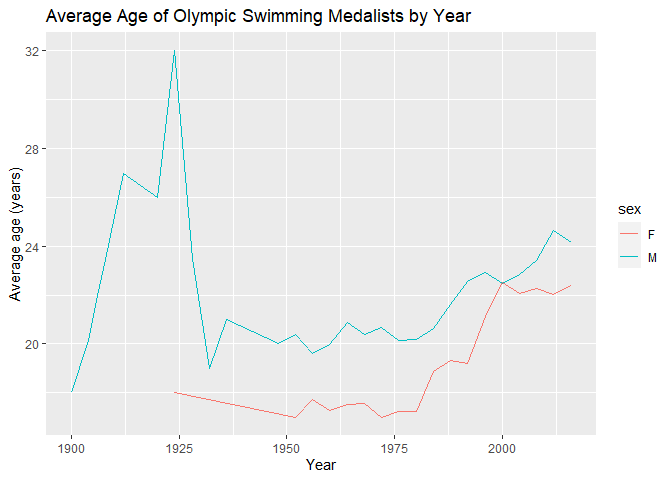 Average Age of Olympic Swimming Medalists by Year
32
28
24
20
Average age (years)
1900
1925
1950
1975
2000
Year
sex
F
M